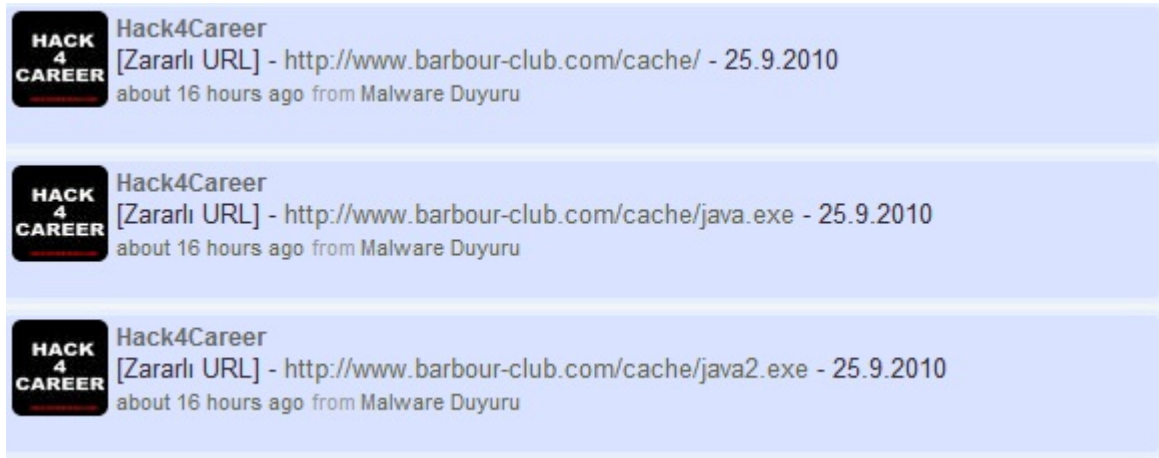 HACK
4
CAREER
Hack4Career
[Zararlı URL] - http://www.barbour-club.com/cache/ - 25.9.2010
about 16 hours ago from Malware Duyuru
HACK
4
CAREER
Hack4Career
[Zararlı URL] - http://www.barbour-club.com/cache/java.exe - 25.9.2010
about 16 hours ago from Malware Duyuru
HACK
4
CAREER
Hack4Career
[Zararlı URL] - http://www.barbour-club.com/cache/java2.exe - 25.9.2010
about 16 hours ago from Malware Duyuru